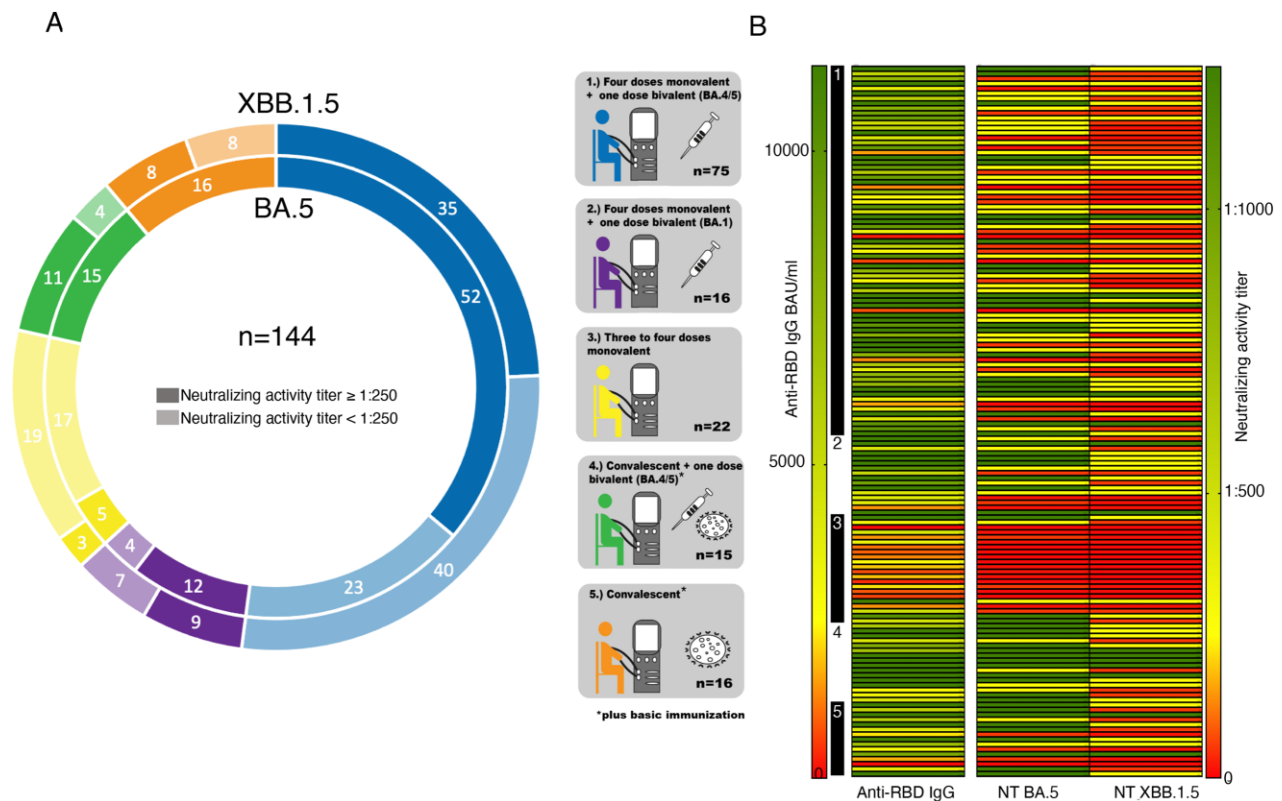 A
XBB.1.5
BA.5
8
8
16
4
11
15
35
52
n=144
Neutralizing activity titer ≥ 1:250
Neutralizing activity titer < 1:250
19
17
5
3
4
7
12
9
23
40
1.) Four doses monovalent
+ one dose bivalent (BA.4/5)
n=75
2.) Four doses monovalent
+ one dose bivalent (BA.1)
n=16
3.) Three to four doses
monovalent
n=22
4.) Convalescent + one dose
bivalent (BA.4/5)*
n=15
5.) Convalescent*
n=16
*plus basic immunization
B
10000
5000
0
Anti-RBD IgG BAU/ml
1
2
3
4
5
Anti-RBD IgG
NT BA.5
NT XBB.1.5
1:1000
1:500
0
Neutralizing activity titer